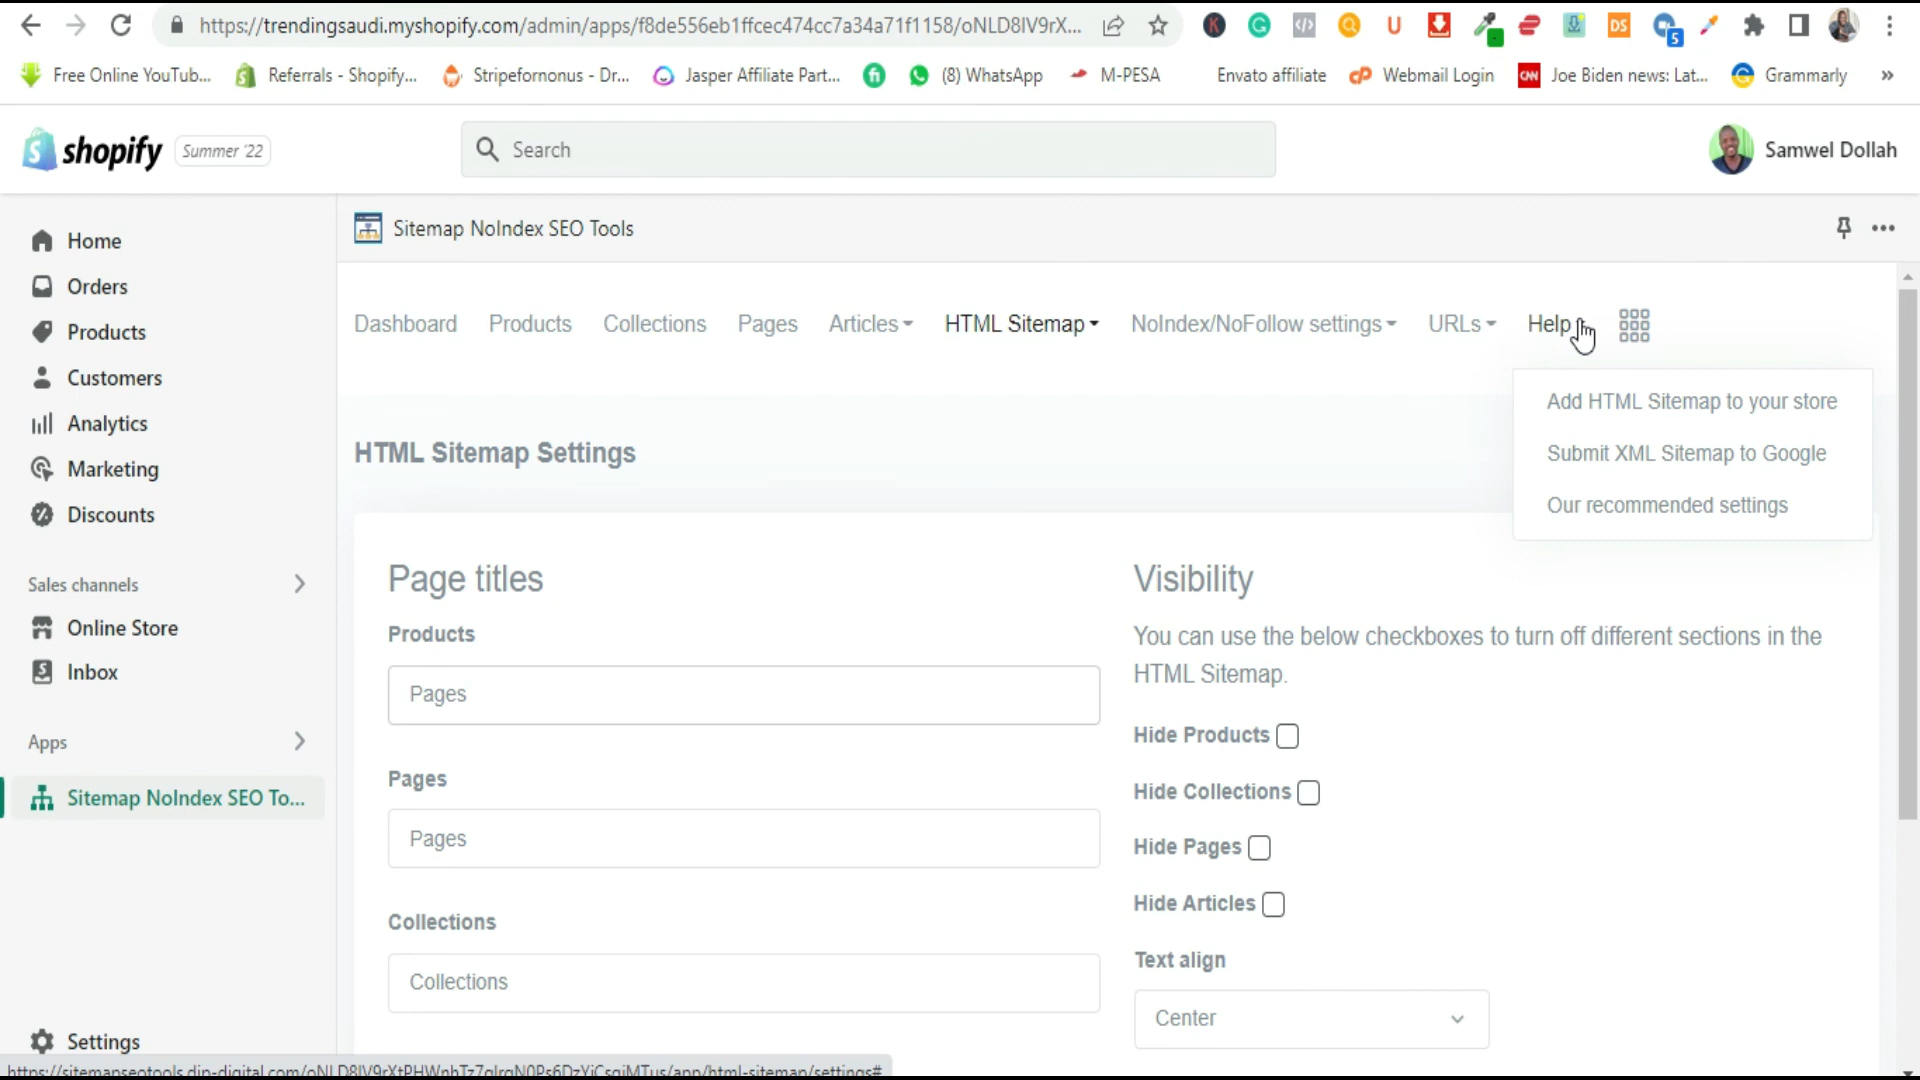 https://trendingsaudi.myshopify.com/admin/apps/f8de556eb1ffcec474cc7a34a71f1158/oNLD8IV9rX...
Free Online YouTub...
Referrals - Shopify,...
Stripefornonus - Dr...
Jasper Affiliate Part...
(8) WhatsApp
M-PESA
Envato affiliate
Webmail Login
Joe Biden news: Lat...
Grammarly
»
shopify
Summer '22
Search
Samwel Dollah
Home
Orders
Products
Customers
Analytics
Marketing
Discounts
Sales channels
Online Store
Inbox
Apps
Sitemap NoIndex SEO To...
Settings
Sitemap NoIndex SEO Tools
Dashboard
Products
Collections
Pages
Articles
HTML Sitemap
NoIndex/NoFollow settings
URLs
Help
Add HTML Sitemap to your store
Submit XML Sitemap to Google
Our recommended settings
HTML Sitemap Settings
Page titles
Products
Pages
Pages
Pages
Collections
Collections
Visibility
You can use the below checkboxes to turn off different sections in the
HTML Sitemap.
Hide Products
Hide Collections
Hide Pages
Hide Articles
Text align
Center